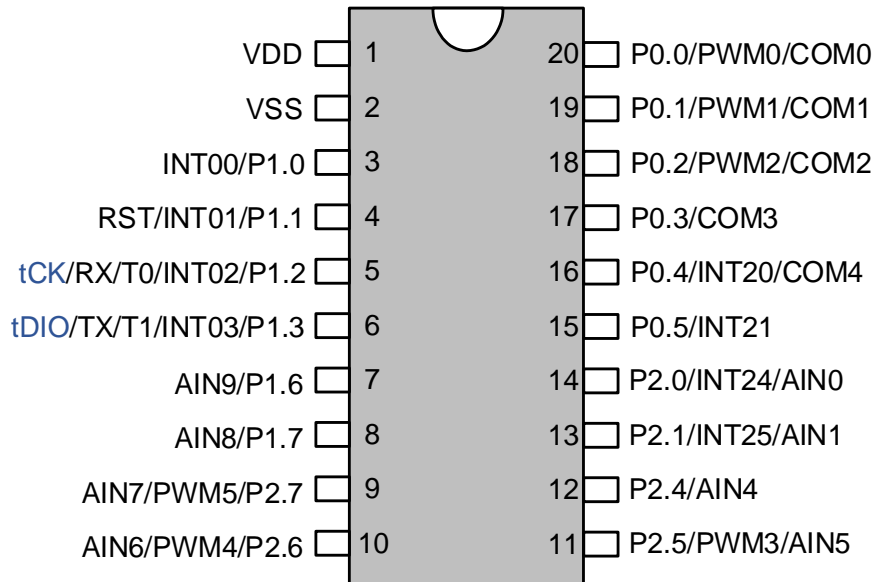 VDD 1 20 P0.0/PWM0/COM0
VSS 2 19 P0.1/PWM1/COM1
INT00/P1.0 3 18 P0.2/PWM2/COM2
RST/INT01/P1.1 4 17 P0.3/COM3
tCK/RX/T0/INT02/P1.2 5 16 P0.4/INT20/COM4
tDIO/TX/T1/INT03/P1.3 6 15 P0.5/INT21
AIN9/P1.6 7 14 P2.0/INT24/AIN0
AIN8/P1.7 8 13 P2.1/INT25/AIN1
AIN7/PWM5/P2.7 9 12 P2.4/AIN4
AIN6/PWM4/P2.6 10 11 P2.5/PWM3/AIN5